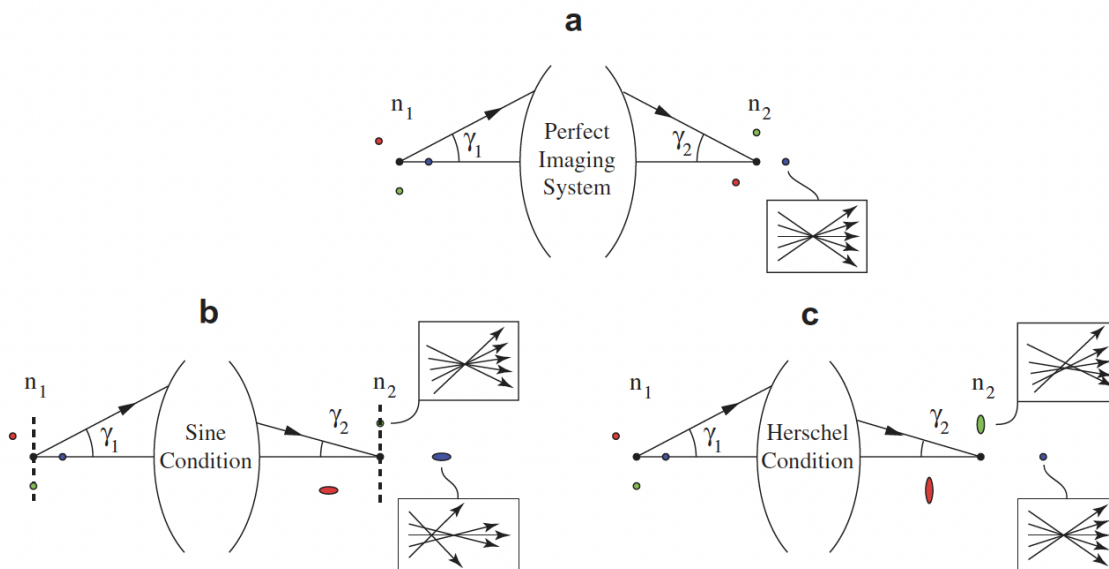 a
n₁
n₂
γ₁
Perfect
Imaging
System
γ₂
b
c
n₁
n₂
γ₁
Sine
Condition
γ₂
n₁
n₂
γ₁
Herschel
Condition
γ₂